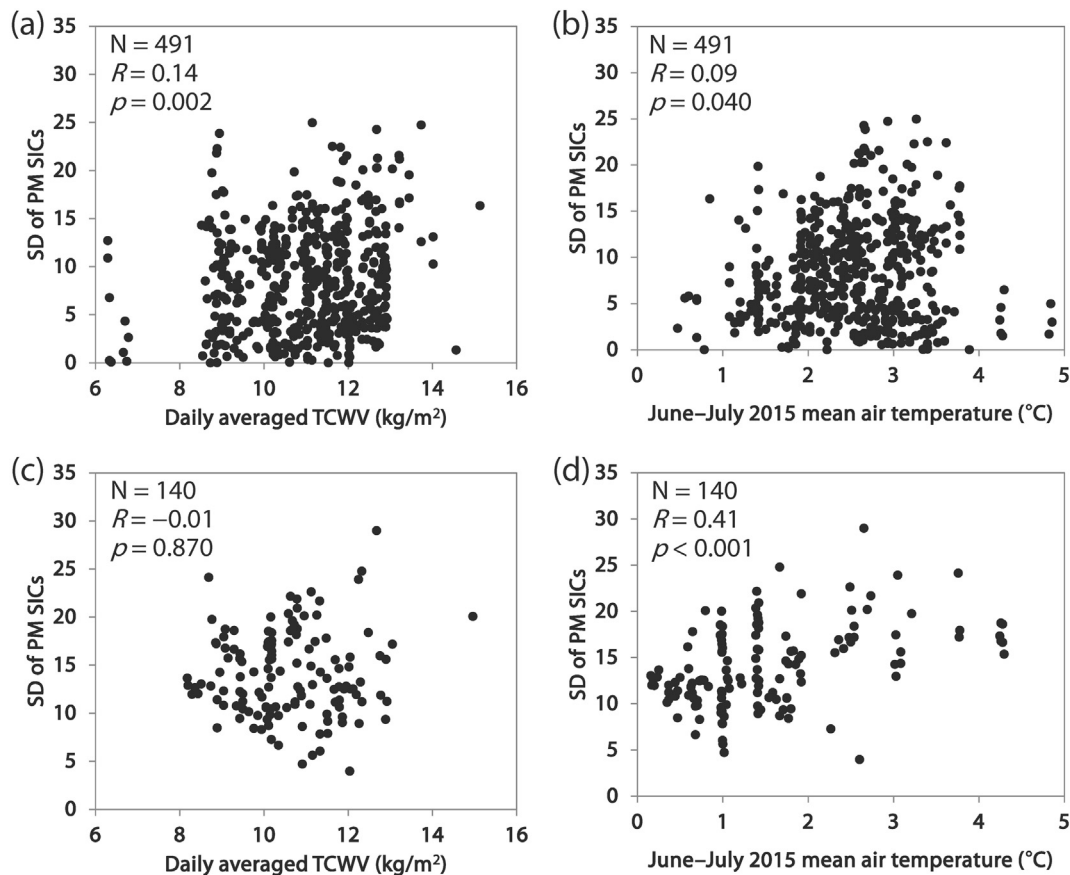 (a)
N = 491
R = 0.14
p = 0.002
SD of PM SICs
35
30
25
20
15
10
5
0
6 8 10 12 14 16
Daily averaged TCWV (kg/m²)
(b)
N = 491
R = 0.09
p = 0.040
SD of PM SICs
35
30
25
20
15
10
5
0
0 1 2 3 4 5
June–July 2015 mean air temperature (°C)
(c)
N = 140
R = −0.01
p = 0.870
SD of PM SICs
35
30
25
20
15
10
5
0
6 8 10 12 14 16
Daily averaged TCWV (kg/m²)
(d)
N = 140
R = 0.41
p < 0.001
SD of PM SICs
35
30
25
20
15
10
5
0
0 1 2 3 4 5
June–July 2015 mean air temperature (°C)